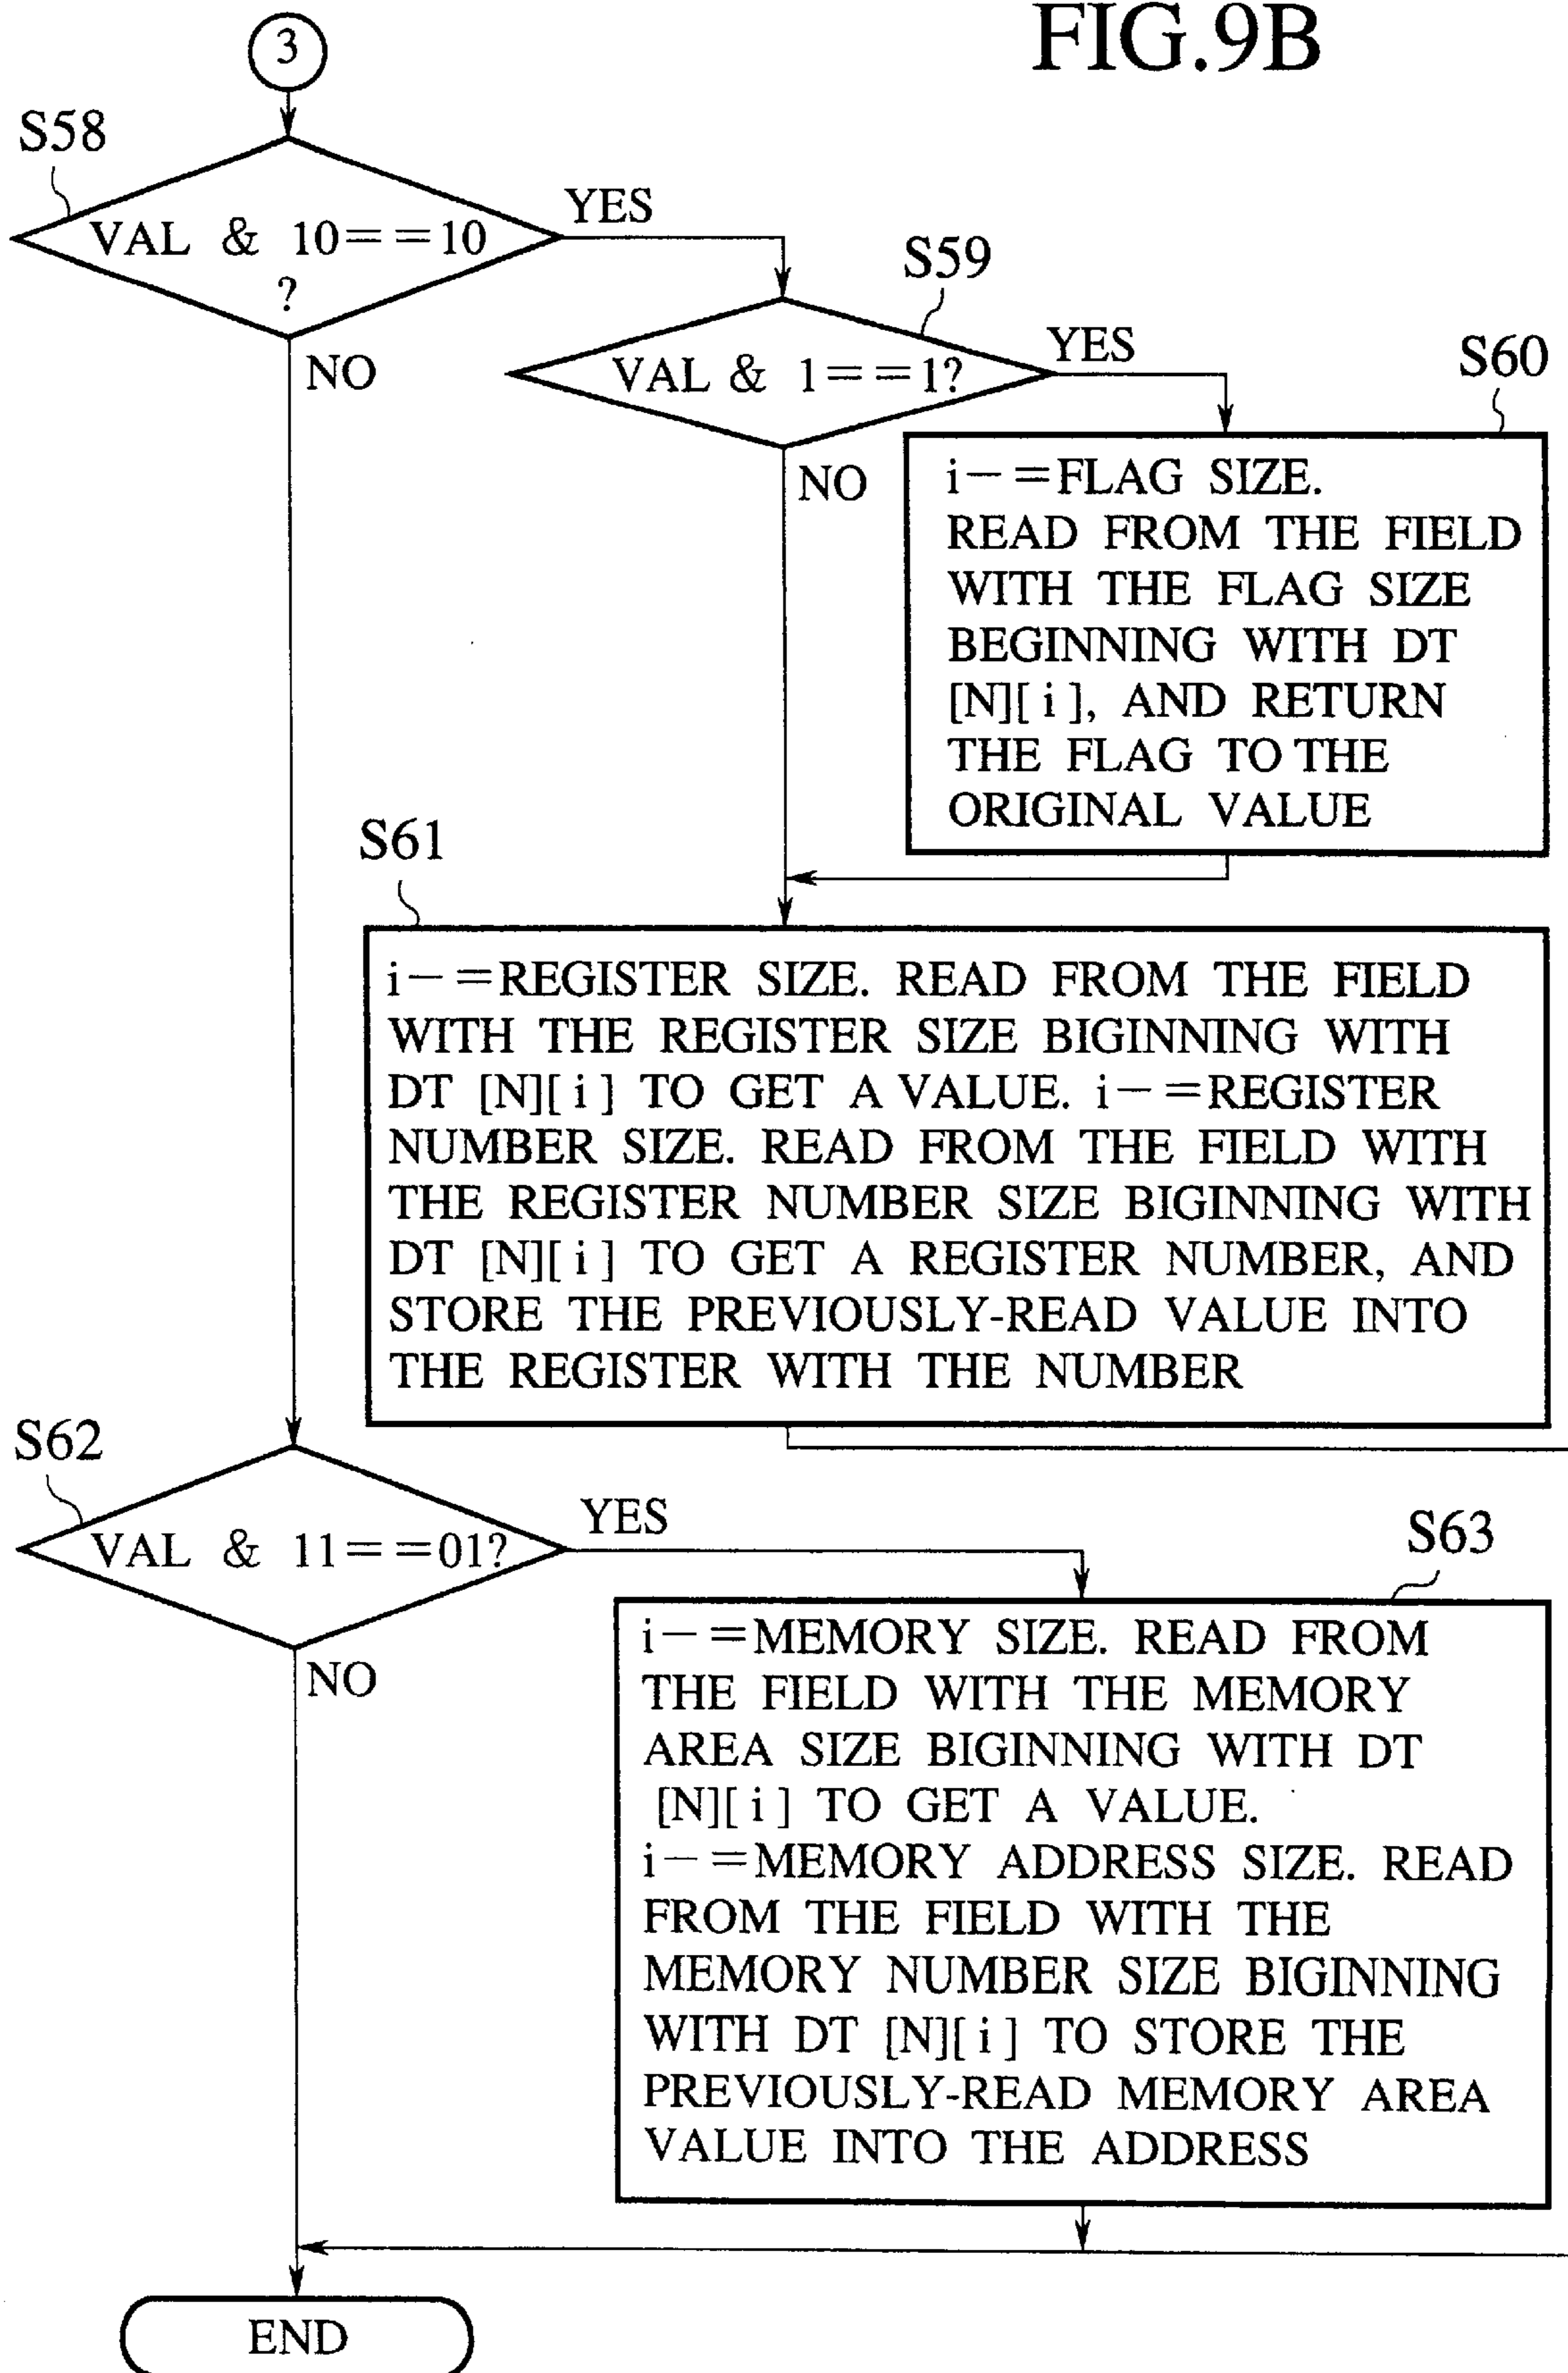 FIG.9B
3
S58
VAL & 10==10
?
YES
NO
S59
VAL & 1==1?
YES
NO
S60
i-=FLAG SIZE.
READ FROM THE FIELD
WITH THE FLAG SIZE
BEGINNING WITH DT
[N][i], AND RETURN
THE FLAG TO THE
ORIGINAL VALUE
S61
i-=REGISTER SIZE. READ FROM THE FIELD
WITH THE REGISTER SIZE BIGINNING WITH
DT [N][i] TO GET A VALUE. i-=REGISTER
NUMBER SIZE. READ FROM THE FIELD WITH
THE REGISTER NUMBER SIZE BIGINNING WITH
DT [N][i] TO GET A REGISTER NUMBER, AND
STORE THE PREVIOUSLY-READ VALUE INTO
THE REGISTER WITH THE NUMBER
S62
VAL & 11==01?
YES
NO
S63
i-=MEMORY SIZE. READ FROM
THE FIELD WITH THE MEMORY
AREA SIZE BIGINNING WITH DT
[N][i] TO GET A VALUE.
i-=MEMORY ADDRESS SIZE. READ
FROM THE FIELD WITH THE
MEMORY NUMBER SIZE BIGINNING
WITH DT [N][i] TO STORE THE
PREVIOUSLY-READ MEMORY AREA
VALUE INTO THE ADDRESS
END